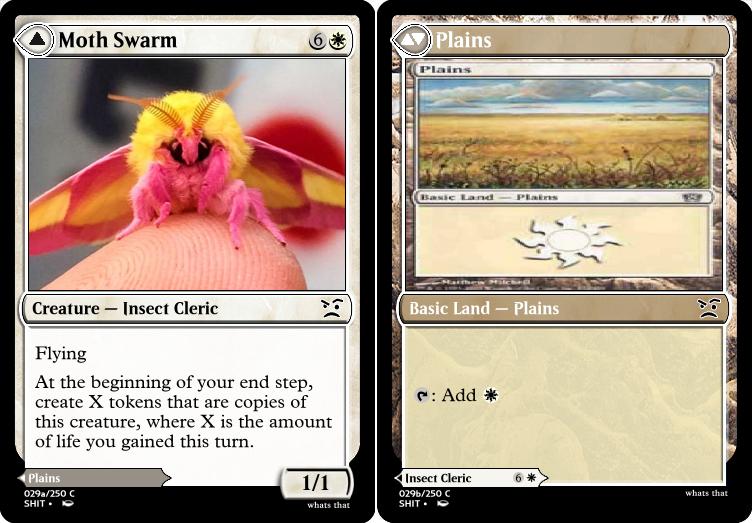 Moth Swarm
6
Creature — Insect Cleric
Flying
At the beginning of your end step,
create X tokens that are copies of
this creature, where X is the amount
of life you gained this turn.
Plains
1/1
029a/250 C
SHIT •
whats that
Plains
Plains
Basic Land — Plains
Matthew Mitchell
Basic Land — Plains
: Add
Insect Cleric
6
029b/250 C
SHIT •
whats that